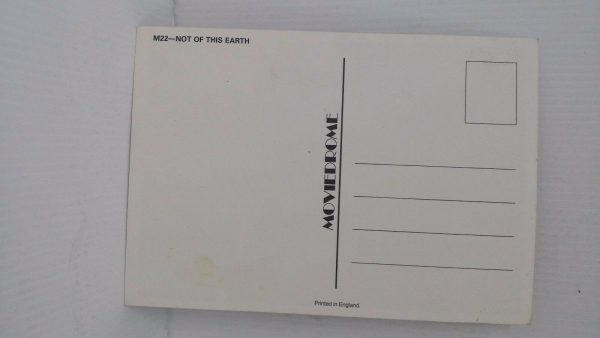 M22—NOT OF THIS EARTH
MOVIEDROME
Printed in England.